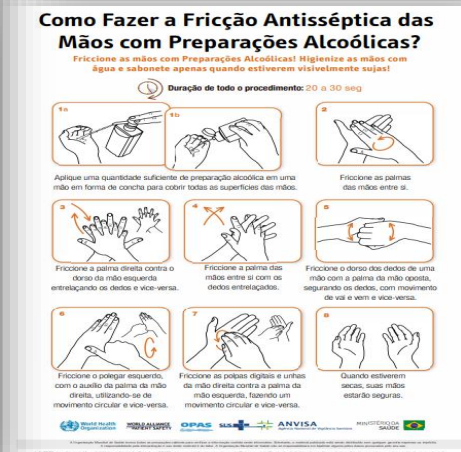 Como Fazer a Fricção Antisséptica das
Mãos com Preparações Alcoólicas?
Friccione as mãos com Preparações Alcoólicas! Higienize as mãos com
água e sabonete apenas quando estiverem visivelmente sujas!
Duração de todo o procedimento: 20 a 30 seg
1a
1b
2
Aplique uma quantidade suficiente de preparação alcoólica em uma
mão em forma de concha para cobrir todas as superfícies das mãos.
Friccione as palmas
das mãos entre si.
3
4
5
Friccione a palma direita contra o
dorso da mão esquerda
entrelaçando os dedos e vice-versa.
Friccione a palma das
mãos entre si com os
dedos entrelaçados.
Friccione o dorso dos dedos de uma
mão com a palma da mão oposta,
segurando os dedos, com movimento
de vai e vem e vice-versa.
6
7
8
Friccione o polegar esquerdo,
com o auxílio da palma da mão
direita, utilizando-se de
movimento circular e vice-versa.
Friccione as polpas digitais e unhas
da mão direita contra a palma da
mão esquerda, fazendo um
movimento circular e vice-versa.
Quando estiverem
secas, suas mãos
estarão seguras.
World Health
Organization
WORLD ALLIANCE
PATIENT SAFETY
OPAS
SUS
ANVISA
Agência Nacional de Vigilância Sanitária
MINISTÉRIO DA
SAÚDE